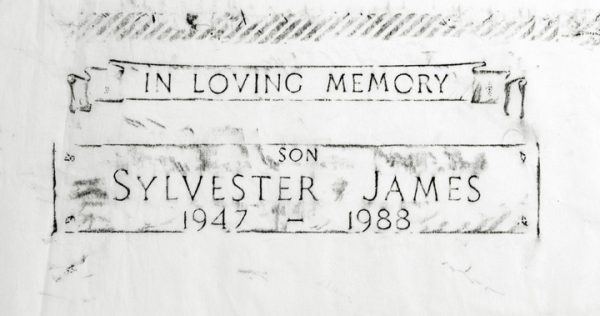 IN LOVING MEMORY
SON
SYLVESTER JAMES
1947 – 1988